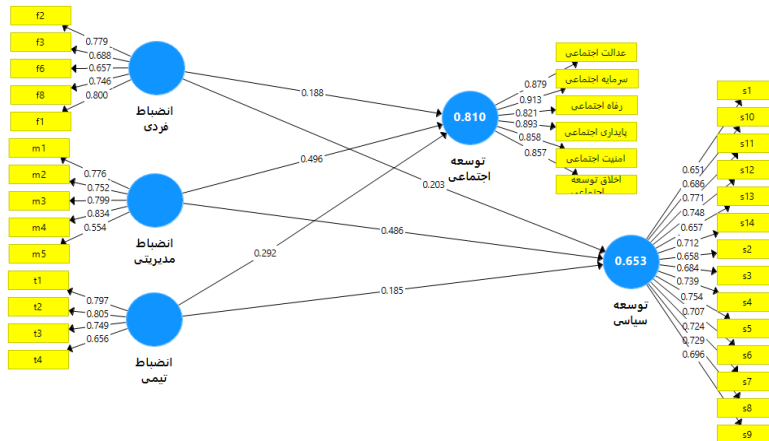 f2
f3
f6
f8
f1
0.779
0.688
0.657
0.746
0.800
انضباط
فردی
m1
m2
m3
m4
m5
0.776
0.752
0.799
0.834
0.554
انضباط
مدیریتی
t1
t2
t3
t4
0.797
0.805
0.749
0.656
انضباط
تیمی
0.188
0.496
0.292
0.203
0.486
0.185
0.810
توسعه
اجتماعی
0.879
0.913
0.821
0.893
0.858
0.857
عدالت اجتماعی
سرمایه اجتماعی
رفاه اجتماعی
پایداری اجتماعی
امنیت اجتماعی
اخلاق توسعه
اجتماعی
0.653
توسعه
سیاسی
0.651
0.686
0.771
0.748
0.657
0.712
0.658
0.684
0.739
0.754
0.707
0.724
0.729
0.696
s1
s10
s11
s12
s13
s14
s2
s3
s4
s5
s6
s7
s8
s9